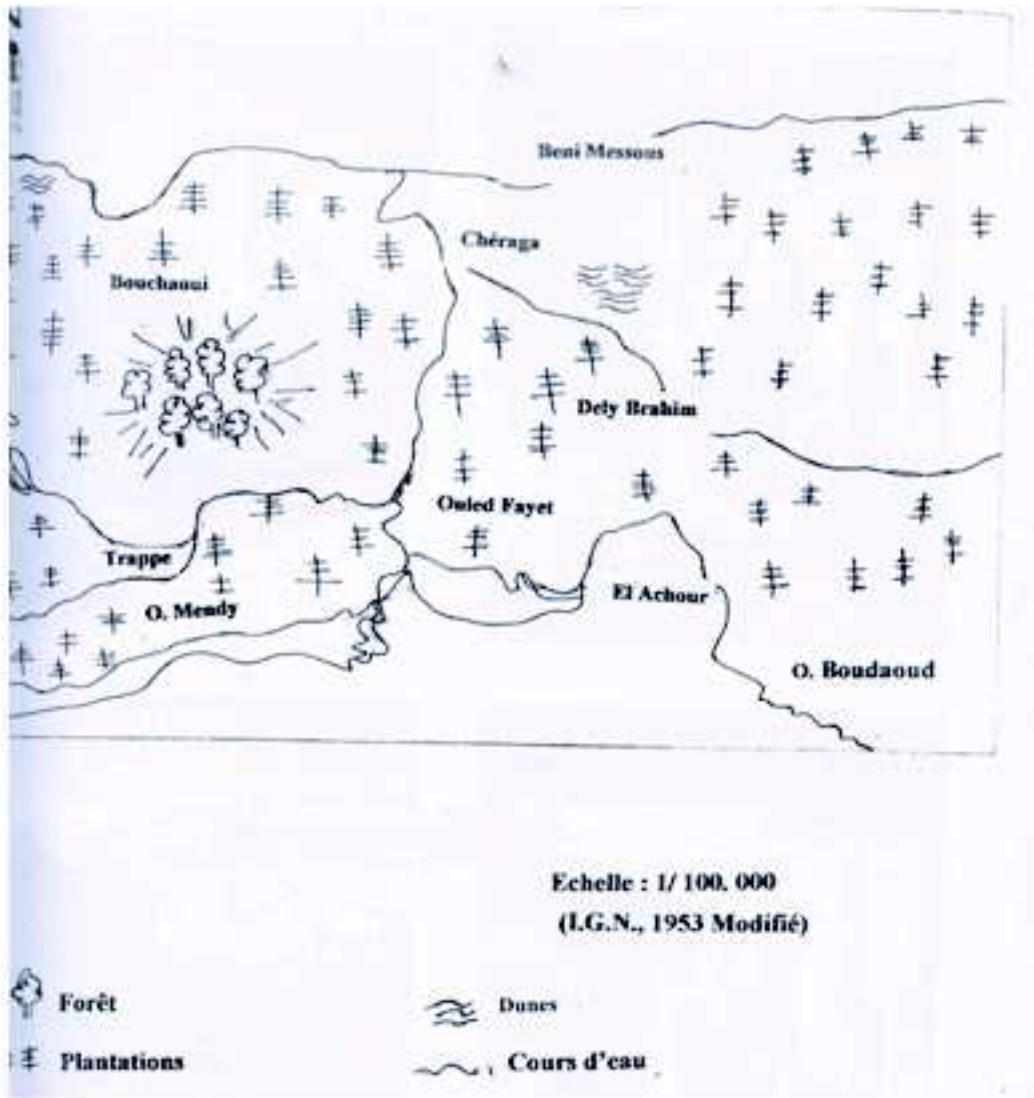 Beni Messous
Chéraga
Bouchaoui
Dely Brahim
Ouled Fayet
Trappe
El Achour
O. Mendy
O. Boudaoud
Echelle : 1/ 100. 000
(I.G.N., 1953 Modifié)
Forêt
Dunes
Plantations
Cours d'eau